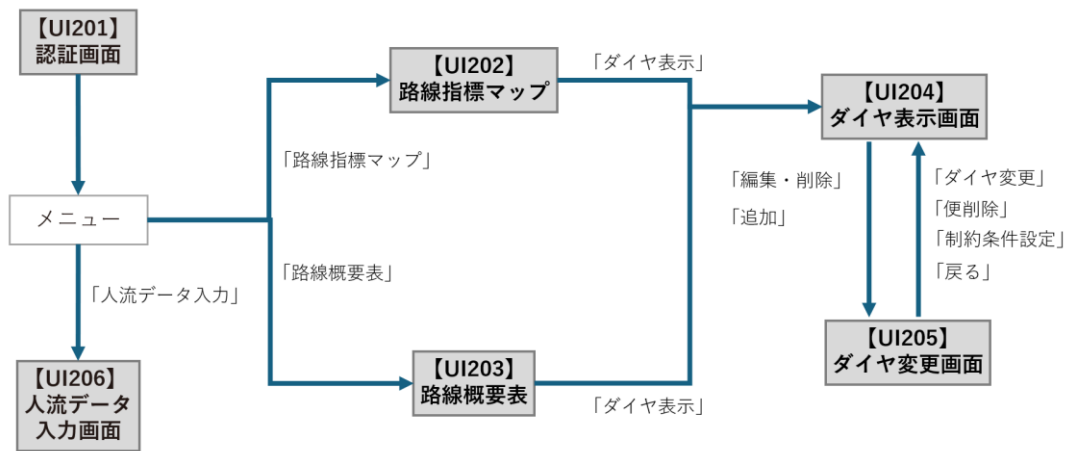 【UI201】
認証画面
メニュー
「人流データ入力」
【UI206】
人流データ
入力画面
「路線指標マップ」
「路線概要表」
【UI202】
路線指標マップ
「ダイヤ表示」
【UI203】
路線概要表
「ダイヤ表示」
【UI204】
ダイヤ表示画面
「編集・削除」
「追加」
「ダイヤ変更」
「便削除」
「制約条件設定」
「戻る」
【UI205】
ダイヤ変更画面